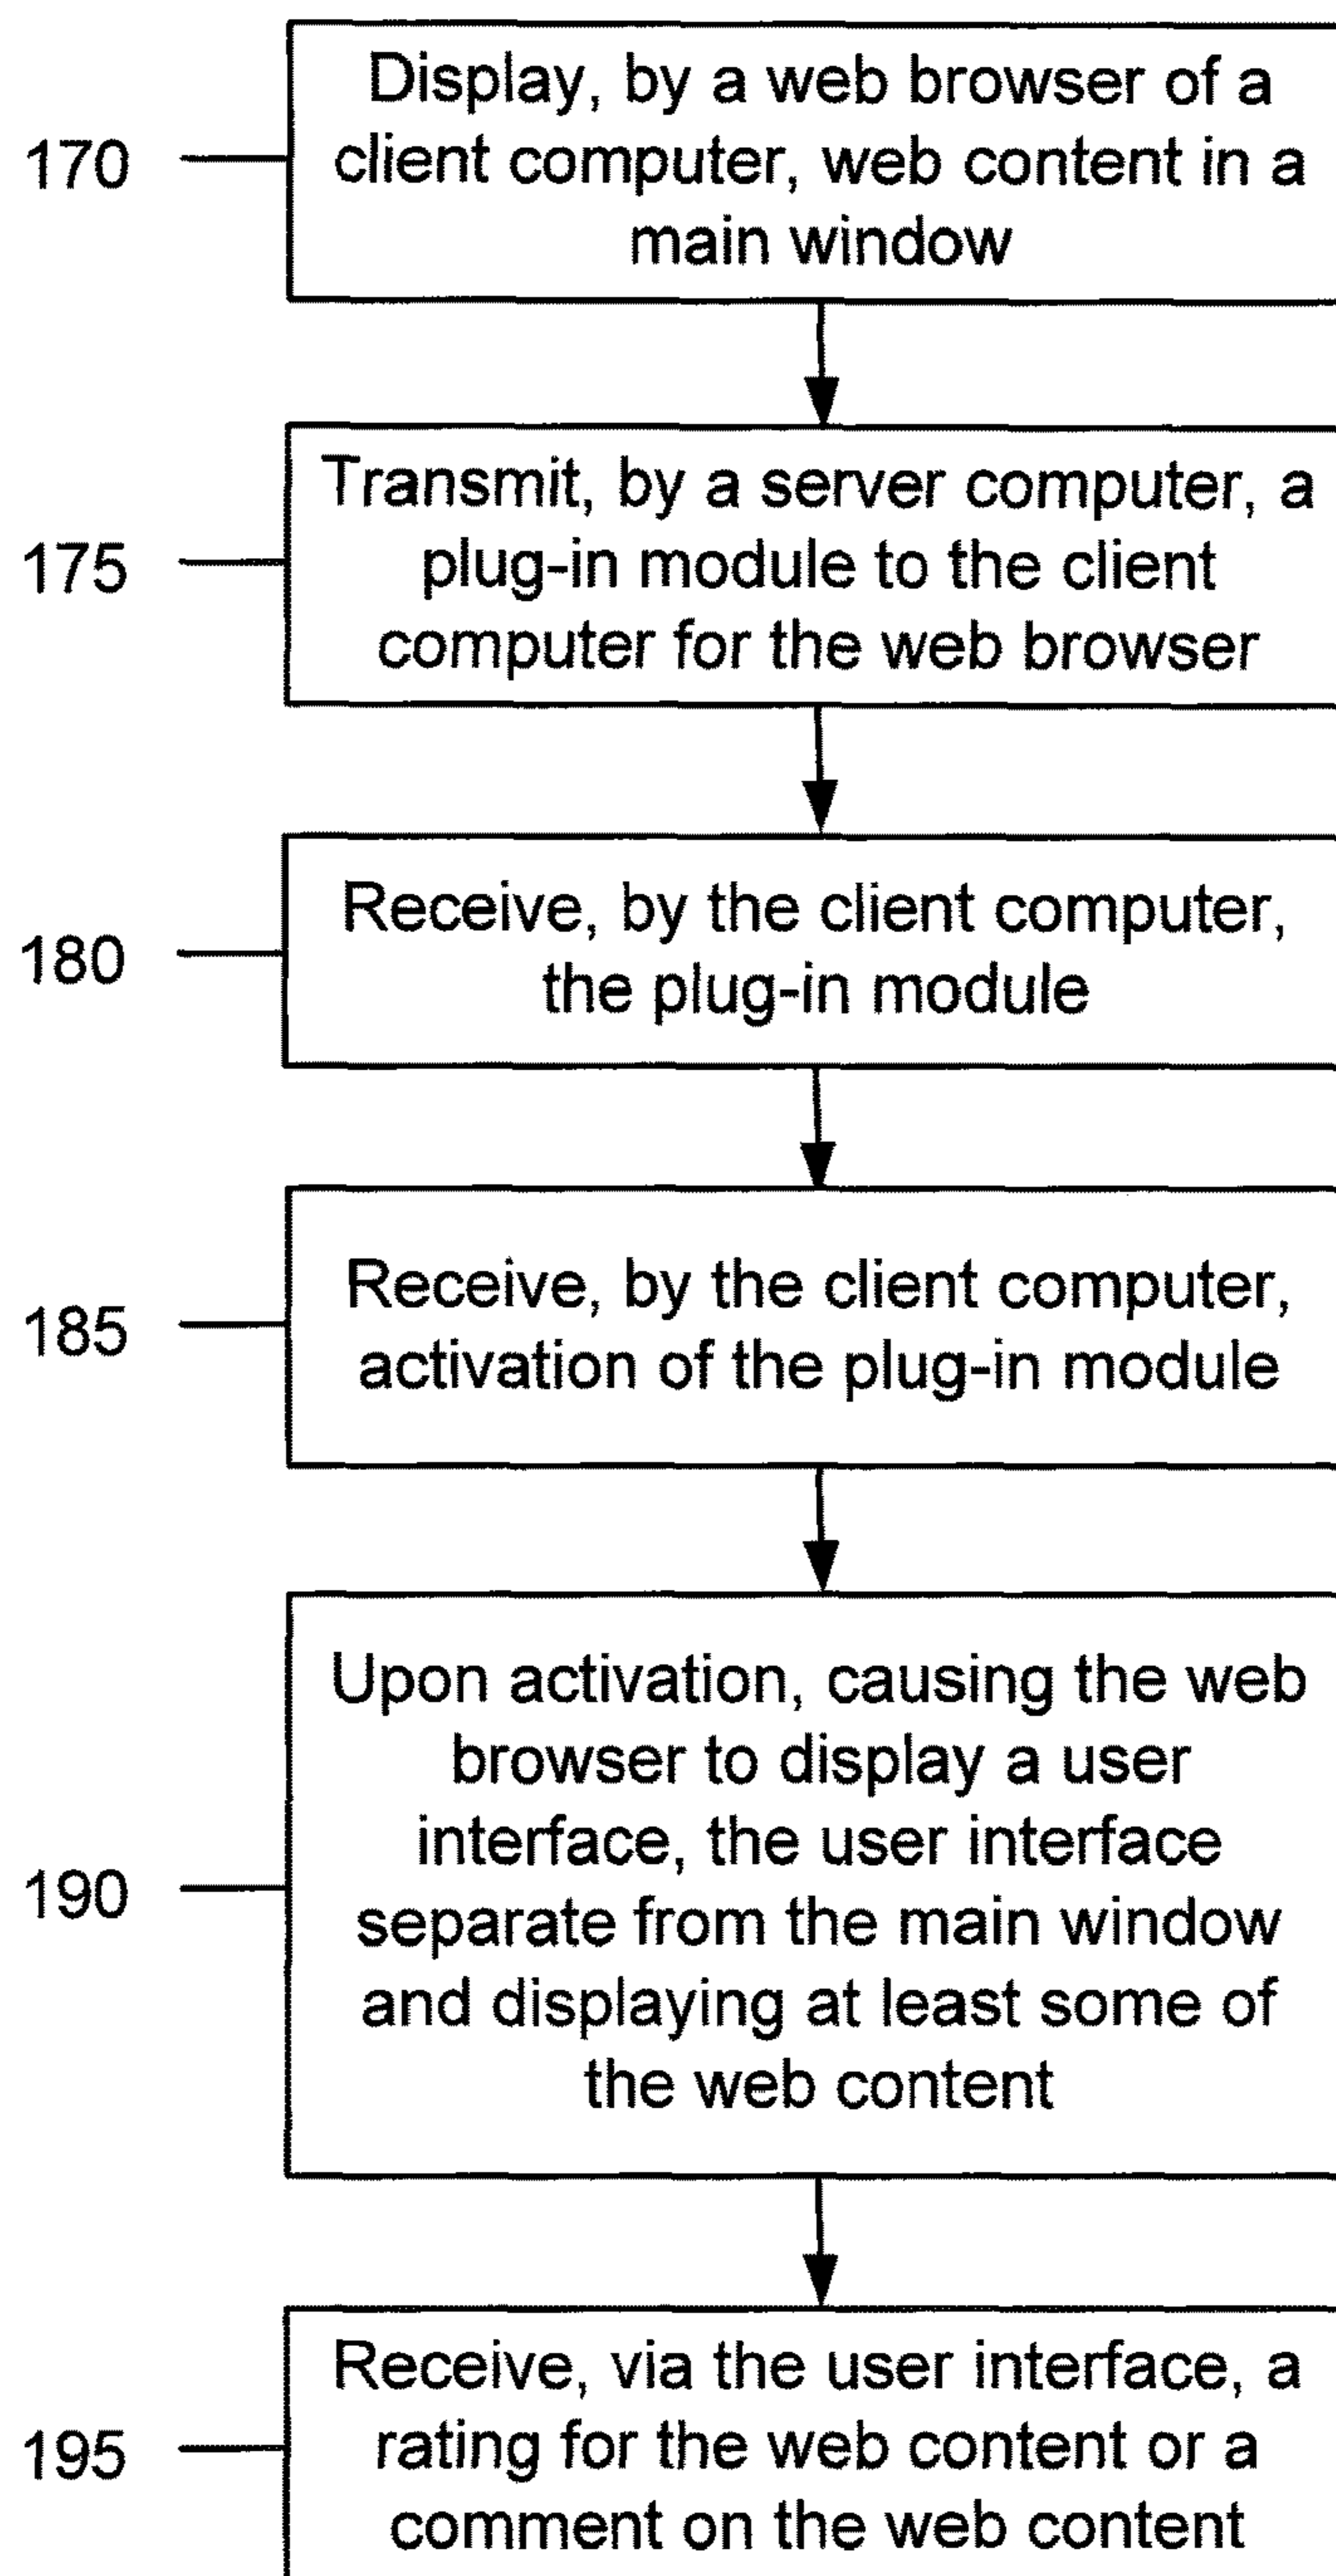 Display, by a web browser of a
170
client computer, web content in a
main window
Transmit, by a server computer, a
175
plug-in module to the client
computer for the web browser
Receive, by the client computer,
180
the plug-in module
Receive, by the client computer,
185
activation of the plug-in module
Upon activation, causing the web
browser to display a user
interface, the user interface
190
separate from the main window
and displaying at least some of
the web content
Receive, via the user interface, a
195
rating for the web content or a
comment on the web content